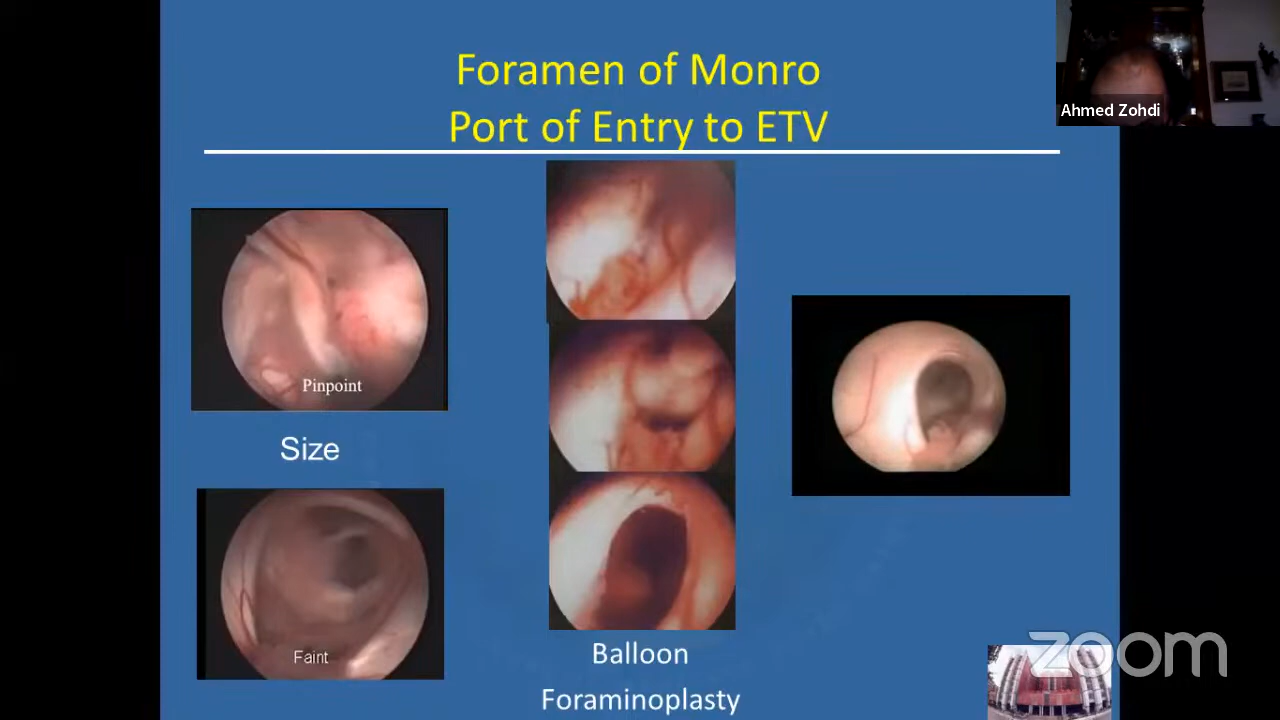 Foramen of Monro
Port of Entry to ETV
Ahmed Zohdi
Pinpoint
Size
Faint
Balloon
Foraminoplasty
zoom